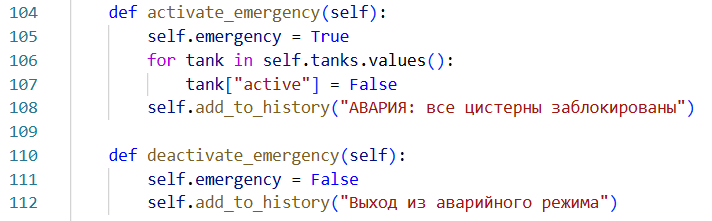 104 def activate_emergency(self):
105 self.emergency = True
106 for tank in self.tanks.values():
107 tank["active"] = False
108 self.add_to_history("АВАРИЯ: все цистерны заблокированы")
109
110 def deactivate_emergency(self):
111 self.emergency = False
112 self.add_to_history("Выход из аварийного режима")